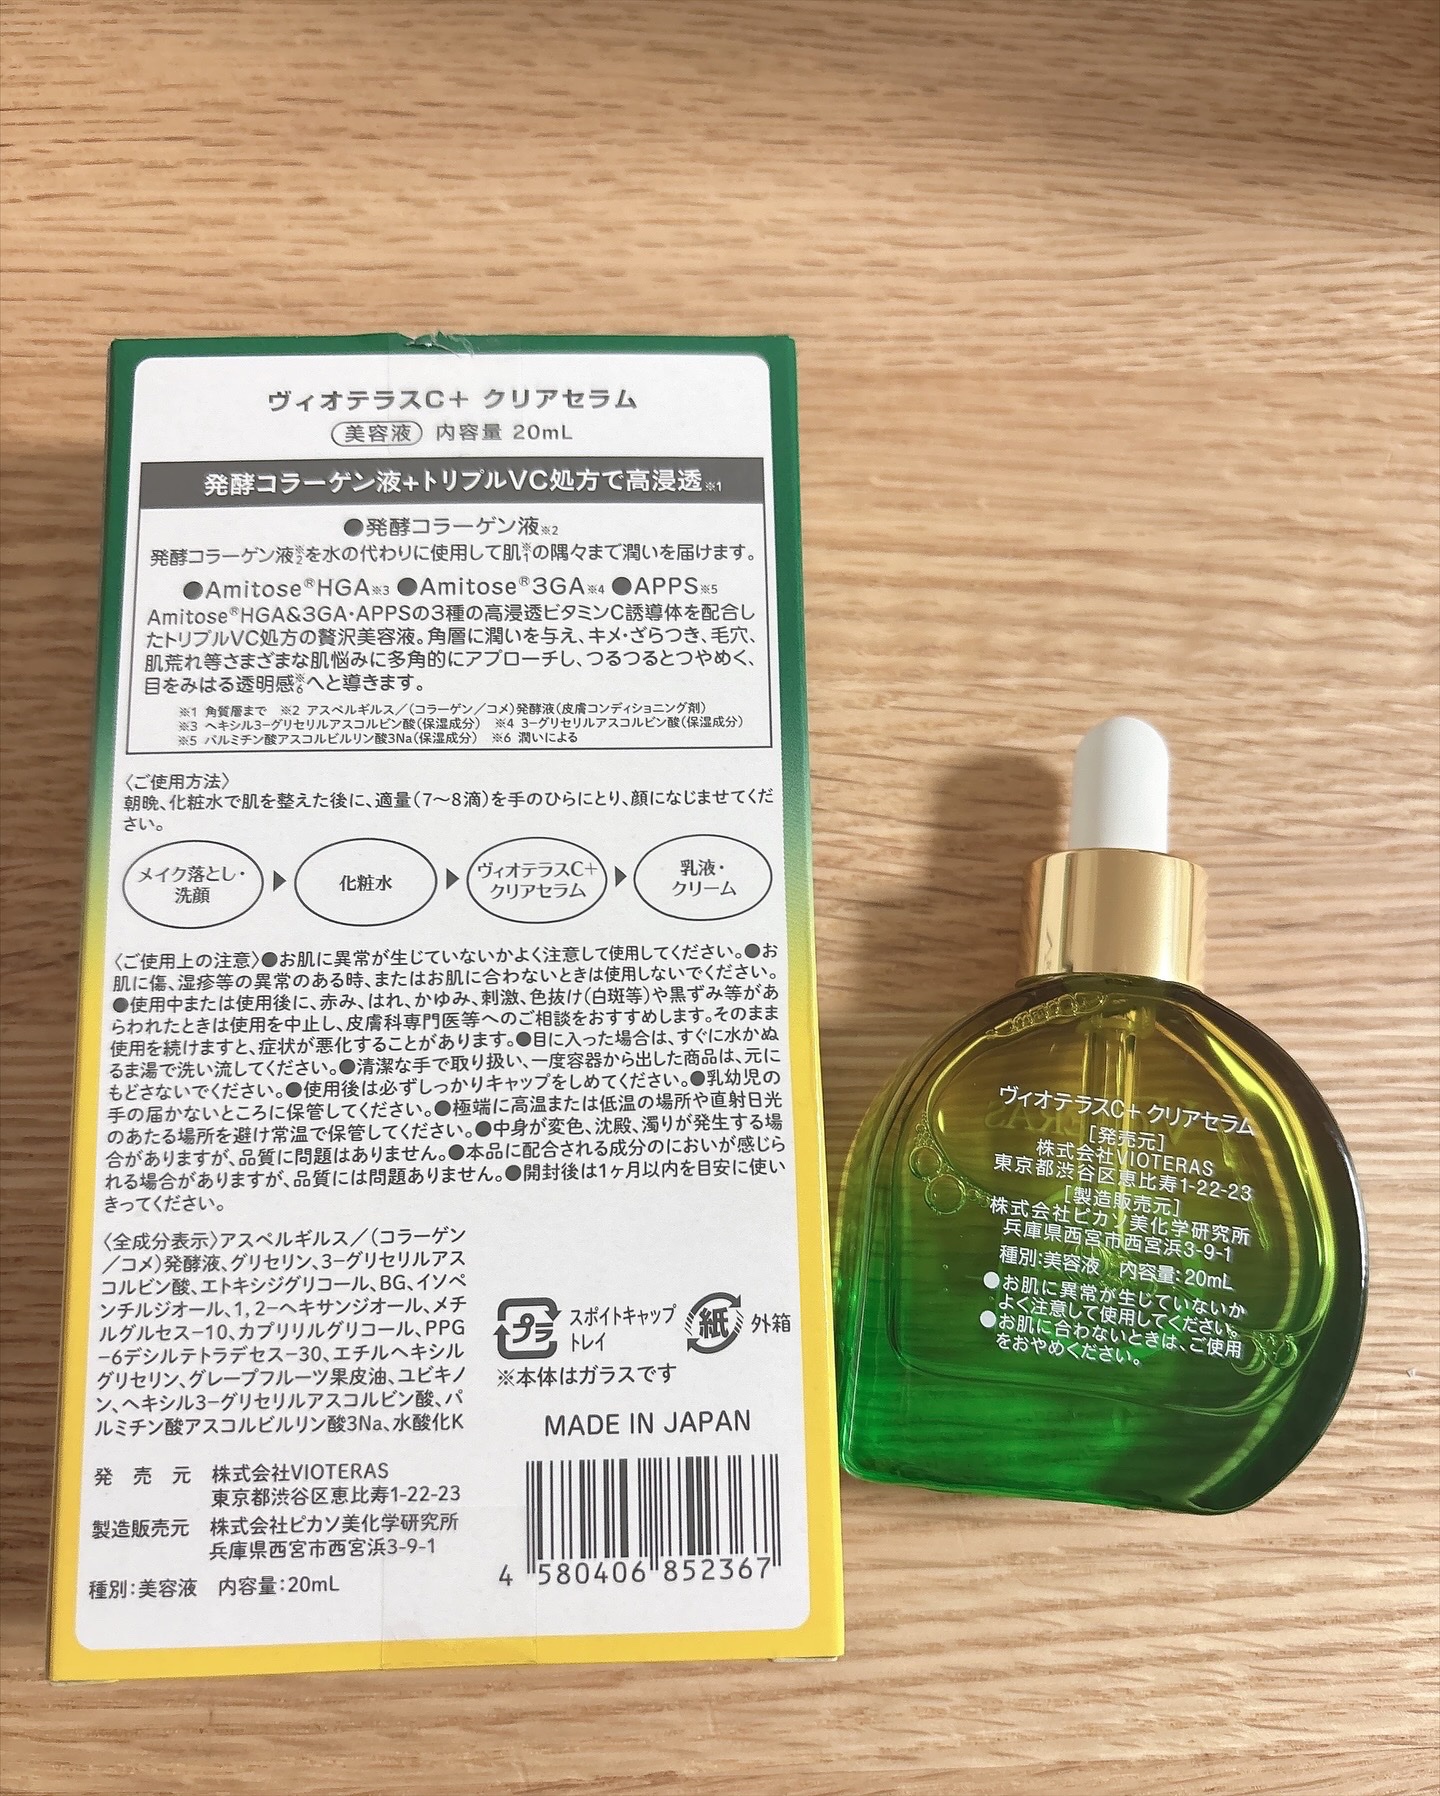 ヴィオテラスC+ クリアセラム
美容液 内容量 20mL
発酵コラーゲン液+トリプルVC処方で高浸透※1
●発酵コラーゲン液※2
発酵コラーゲン液※2を水の代わりに使用して肌※1の隅々まで潤いを届けます。
●Amitose®HGA※3 ●Amitose®3GA※4 ●APPS※5
Amitose®HGA&3GA・APPSの3種の高浸透ビタミンC誘導体を配合し
たトリプルVC処方の贅沢美容液。角層に潤いを与え、キメ・ざらつき、毛穴、
肌荒れ等さまざまな肌悩みに多角的にアプローチし、つるつるとつやめく、
目をみはる透明感※6へと導きます。
※1 角質層まで ※2 アスペルギルス/(コラーゲン/コメ)発酵液(皮膚コンディショニング剤)
※3 ヘキシル3-グリセリルアスコルビン酸(保湿成分) ※4 3-グリセリルアスコルビン酸(保湿成分)
※5 パルミチン酸アスコルビルリン酸3Na(保湿成分) ※6 潤いによる
〈ご使用方法〉
朝晩、化粧水で肌を整えた後に、適量(7〜8滴)を手のひらにとり、顔になじませてくだ
さい。
メイク落とし・
洗顔
化粧水
ヴィオテラスC+
クリアセラム
乳液・
クリーム
〈ご使用上の注意〉●お肌に異常が生じていないかよく注意して使用してください。●お
肌に傷、湿疹等の異常のある時、またはお肌に合わないときは使用しないでください。
●使用中または使用後に、赤み、はれ、かゆみ、刺激、色抜け(白斑等)や黒ずみ等があ
らわれたときは使用を中止し、皮膚科専門医等へのご相談をおすすめします。そのまま
使用を続けますと、症状が悪化することがあります。●目に入った場合は、すぐに水かぬ
るま湯で洗い流してください。●清潔な手で取り扱い、一度容器から出した商品は、元に
もどさないでください。●使用後は必ずしっかりキャップをしめてください。●乳幼児の
手の届かないところに保管してください。●極端に高温または低温の場所や直射日光
のあたる場所を避け常温で保管してください。●中身が変色、沈殿、濁りが発生する場
合がありますが、品質に問題はありません。●本品に配合される成分のにおいが感じら
れる場合がありますが、品質には問題ありません。●開封後は1ヶ月以内を目安に使い
きってください。
〈全成分表示〉アスペルギルス/(コラーゲン
/コメ)発酵液、グリセリン、3-グリセリルアス
コルビン酸、エトキシジグリコール、BG、イソペ
ンチルジオール、1,2-ヘキサンジオール、メチ
ルグルセス-10、カプリリルグリコール、PPG
-6デシルテトラデセス-30、エチルヘキシル
グリセリン、グレープフルーツ果皮油、ユビキノ
ン、ヘキシル3-グリセリルアスコルビン酸、パ
ルミチン酸アスコルビルリン酸3Na、水酸化K
プラ
スポイトキャップ
トレイ
紙
外箱
※本体はガラスです
MADE IN JAPAN
発売元 株式会社VIOTERAS
東京都渋谷区恵比寿1-22-23
製造販売元 株式会社ピカソ美化学研究所
兵庫県西宮市西宮浜3-9-1
種別:美容液 内容量:20mL
4 580406 852367
ヴィオテラスC+ クリアセラム
[発売元]
株式会社VIOTERAS
東京都渋谷区恵比寿1-22-23
[製造販売元]
株式会社ピカソ美化学研究所
兵庫県西宮市西宮浜3-9-1
種別:美容液 内容量:20mL
●お肌に異常が生じていないか
よく注意して使用してください。
●お肌に合わないときは、ご使用
をおやめください。